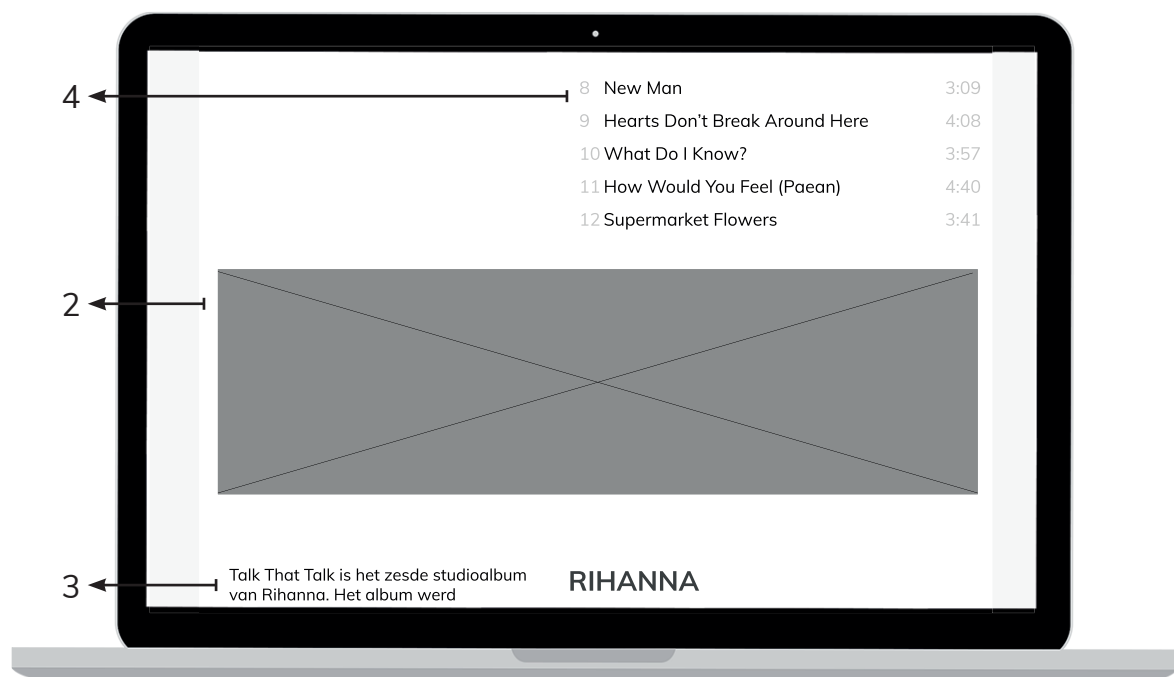 4
8 New Man 3:09
9 Hearts Don’t Break Around Here 4:08
10 What Do I Know? 3:57
11 How Would You Feel (Paean) 4:40
12 Supermarket Flowers 3:41
2
3
Talk That Talk is het zesde studioalbum
van Rihanna. Het album werd
RIHANNA